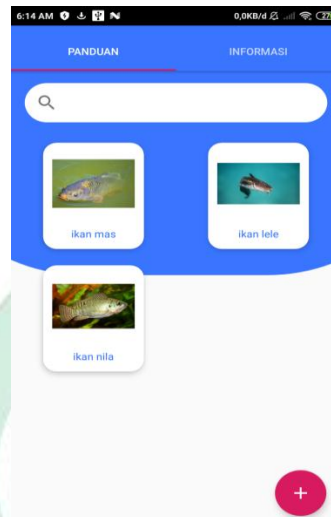 6:14 AM 0,0KB/d
PANDUAN INFORMASI
ikan mas ikan lele
ikan nila
+